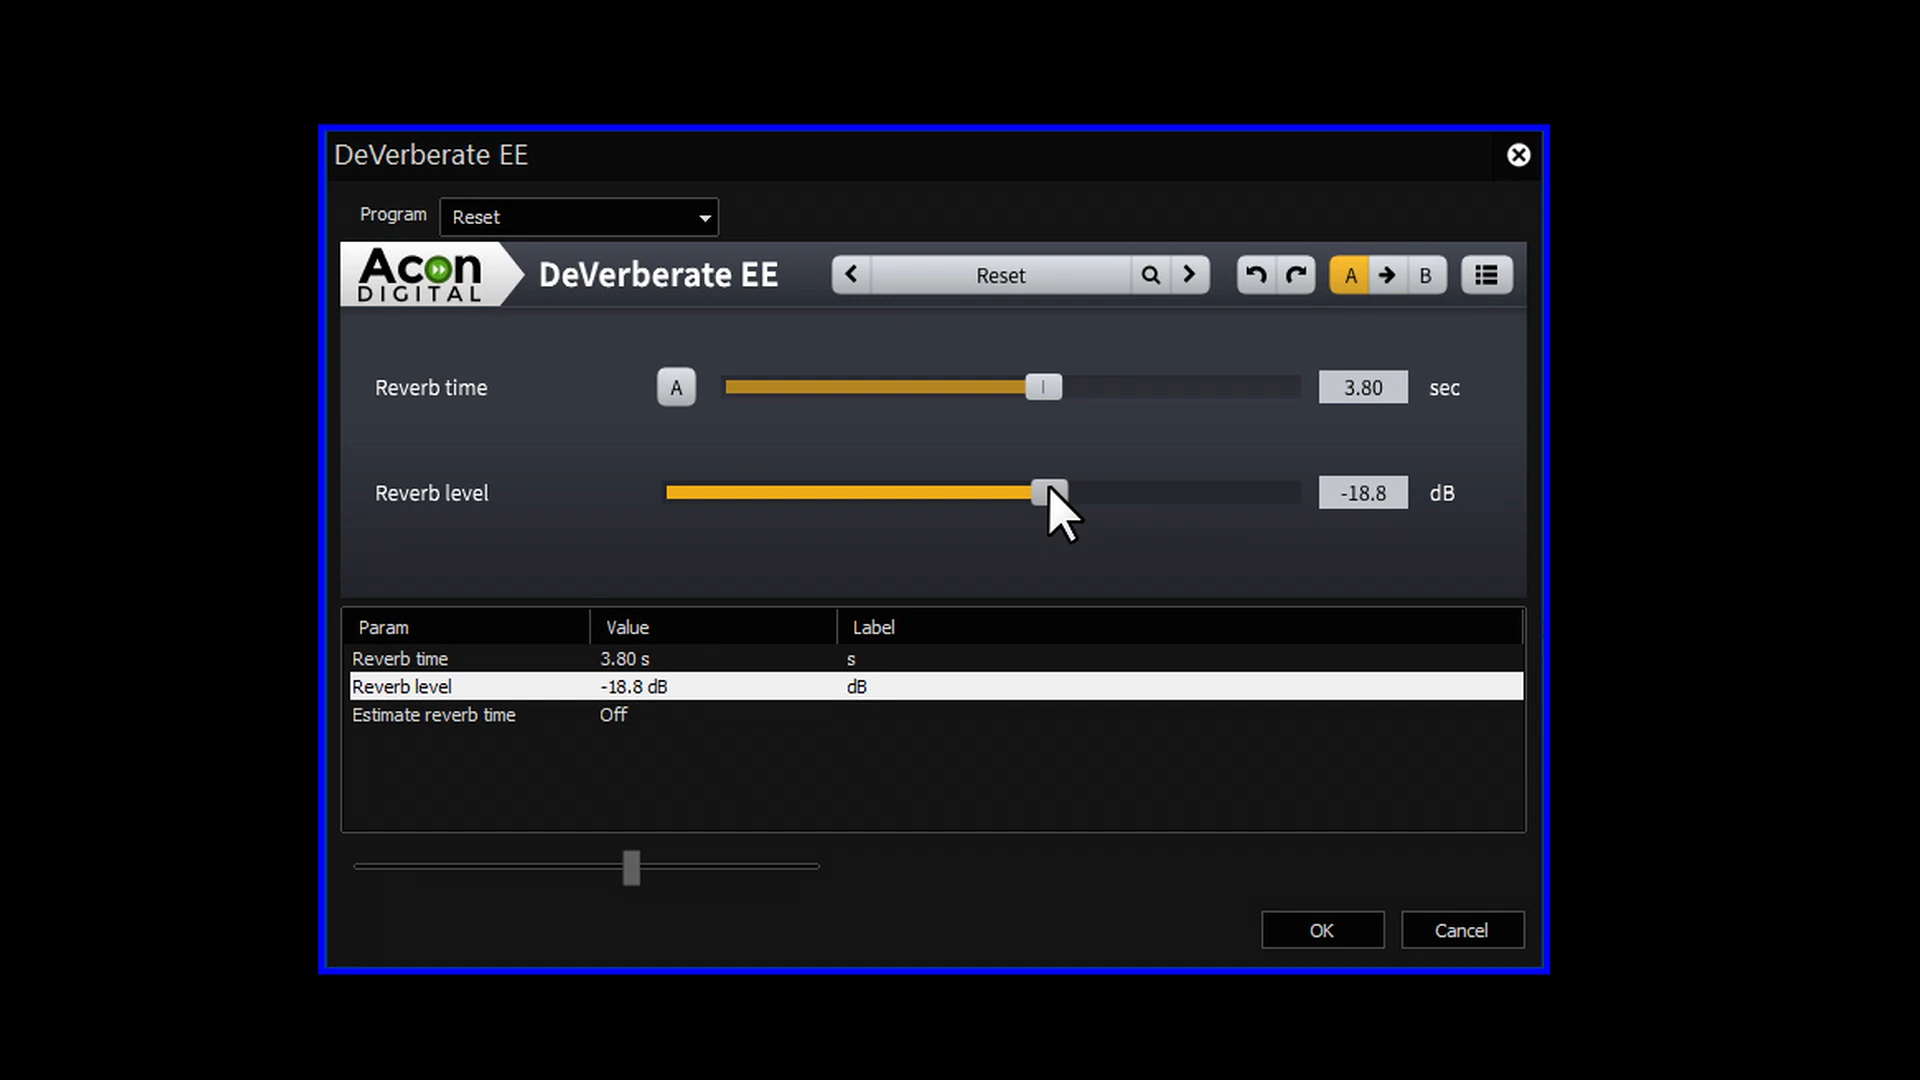 DeVerberate EE
Program Reset
Acon DIGITAL DeVerberate EE Reset A B
Reverb time A 3.80 sec
Reverb level -18.8 dB
Param Value Label
Reverb time 3.80 s s
Reverb level -18.8 dB dB
Estimate reverb time Off
OK Cancel